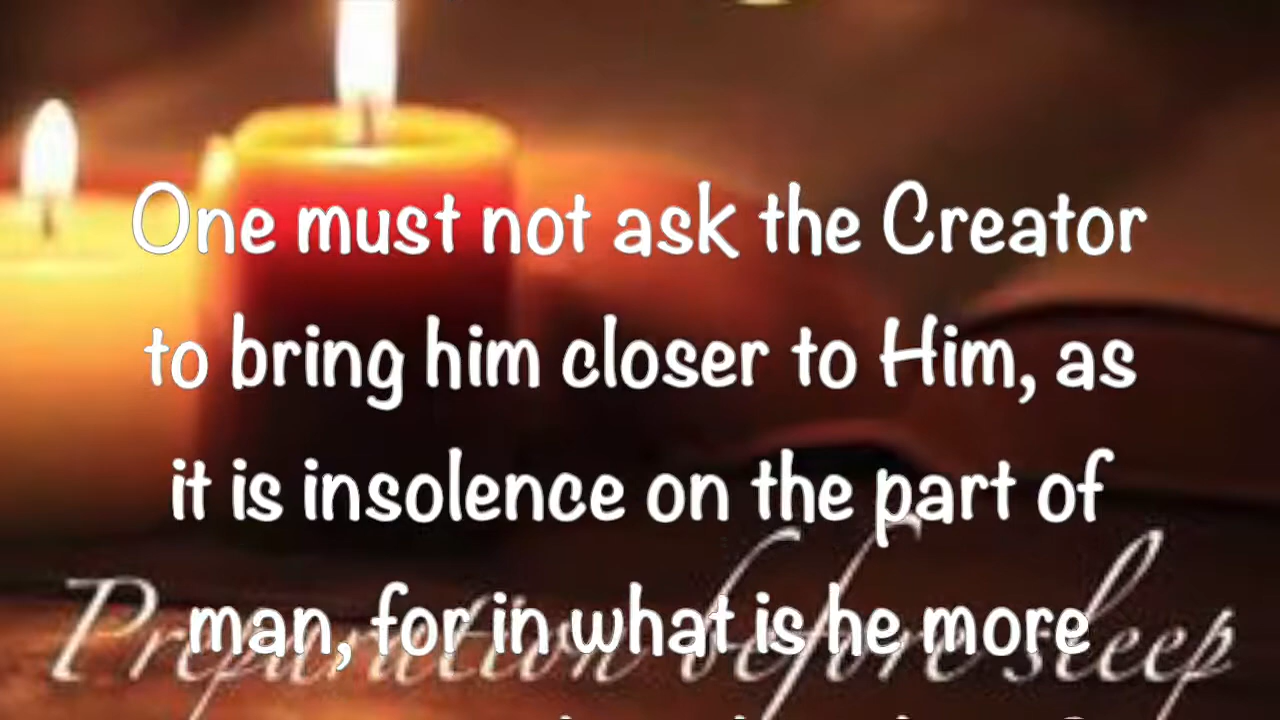 One must not ask the Creator
to bring him closer to Him, as
it is insolence on the part of
man, for in what is he more
Preparation before sleep